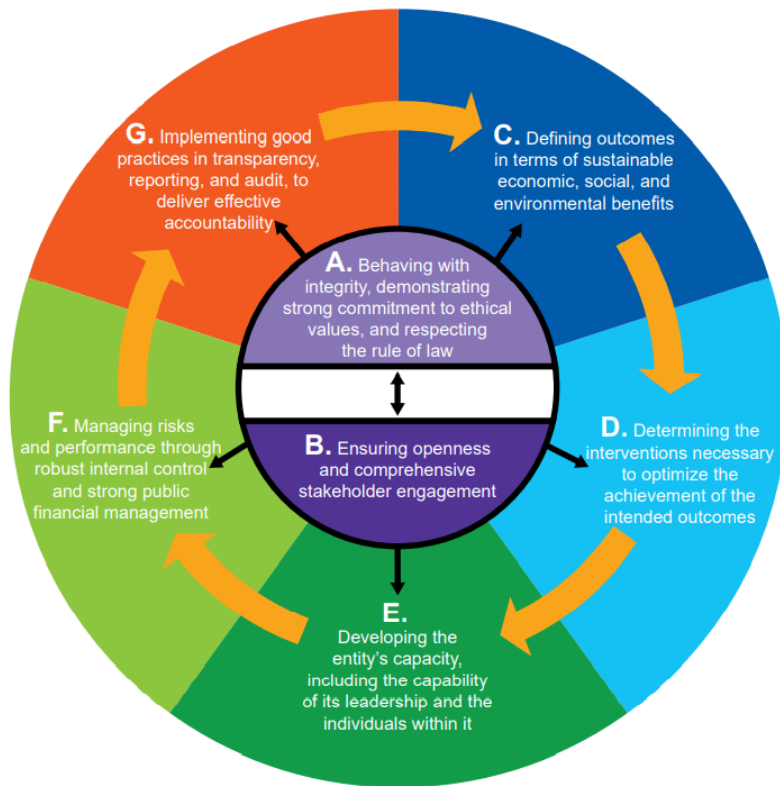 A. Behaving with
integrity, demonstrating
strong commitment to ethical
values, and respecting
the rule of law
B. Ensuring openness
and comprehensive
stakeholder engagement
C. Defining outcomes
in terms of sustainable
economic, social, and
environmental benefits
D. Determining the
interventions necessary
to optimize the
achievement of the
intended outcomes
E.
Developing the
entity’s capacity,
including the capability
of its leadership and the
individuals within it
F. Managing risks
and performance through
robust internal control
and strong public
financial management
G. Implementing good
practices in transparency,
reporting, and audit, to
deliver effective
accountability